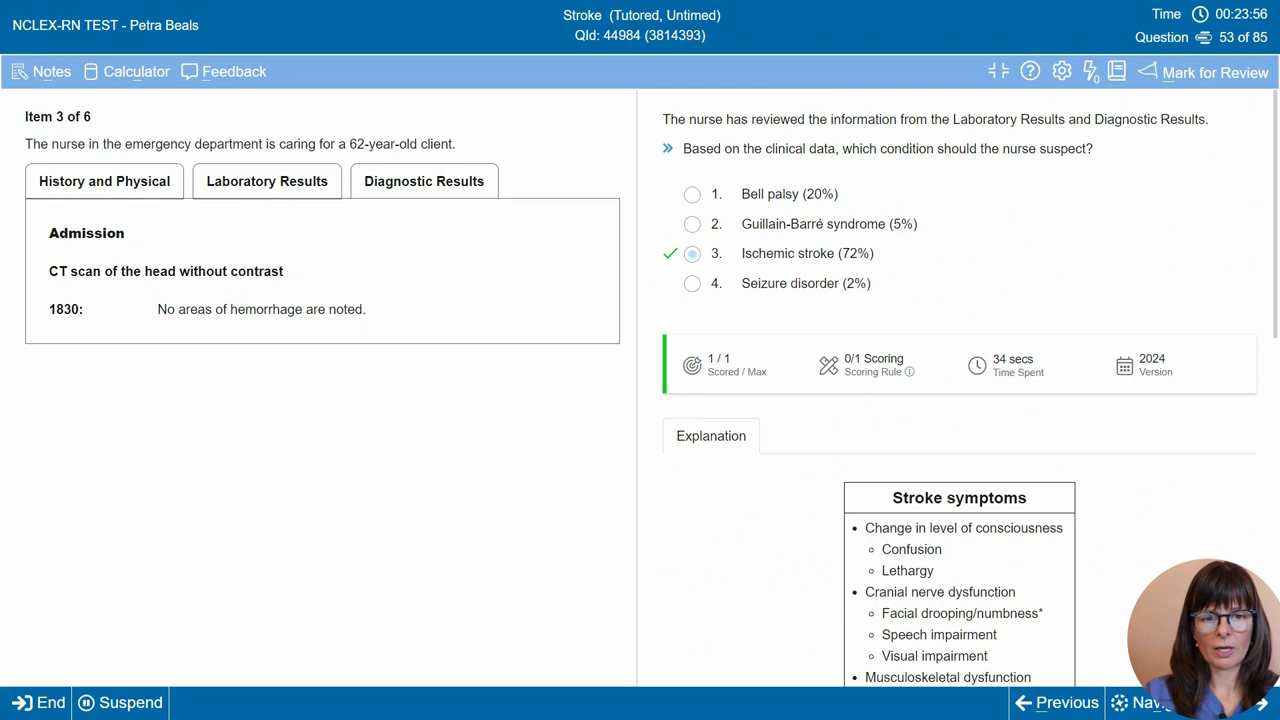 NCLEX-RN TEST - Petra Beals
Stroke (Tutored, Untimed)
QId: 44984 (3814393)
Time 00:23:56
Question 53 of 85
Notes Calculator Feedback
0
Mark for Review
Item 3 of 6
The nurse in the emergency department is caring for a 62-year-old client.
History and Physical Laboratory Results Diagnostic Results
Admission
CT scan of the head without contrast
1830: No areas of hemorrhage are noted.
The nurse has reviewed the information from the Laboratory Results and Diagnostic Results.
» Based on the clinical data, which condition should the nurse suspect?
1. Bell palsy (20%)
2. Guillain-Barré syndrome (5%)
3. Ischemic stroke (72%)
4. Seizure disorder (2%)
1 / 1
Scored / Max
0/1 Scoring
Scoring Rule
34 secs
Time Spent
2024
Version
Explanation
Stroke symptoms
• Change in level of consciousness
○ Confusion
○ Lethargy
• Cranial nerve dysfunction
○ Facial drooping/numbness*
○ Speech impairment
○ Visual impairment
• Musculoskeletal dysfunction
End Suspend
Previous